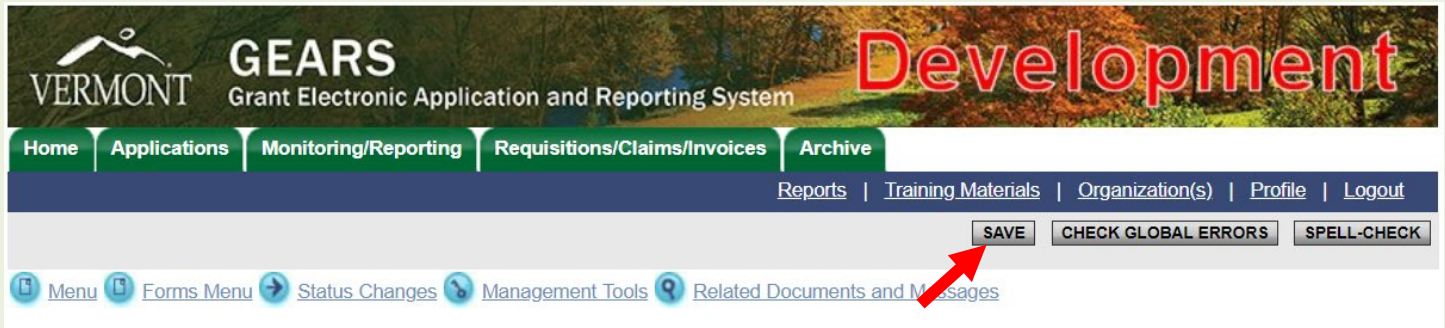 VERMONT
GEARS
Grant Electronic Application and Reporting System
Development
Home Applications Monitoring/Reporting Requisitions/Claims/Invoices Archive
Reports | Training Materials | Organization(s) | Profile | Logout
SAVE CHECK GLOBAL ERRORS SPELL-CHECK
Menu Forms Menu Status Changes Management Tools Related Documents and Messages